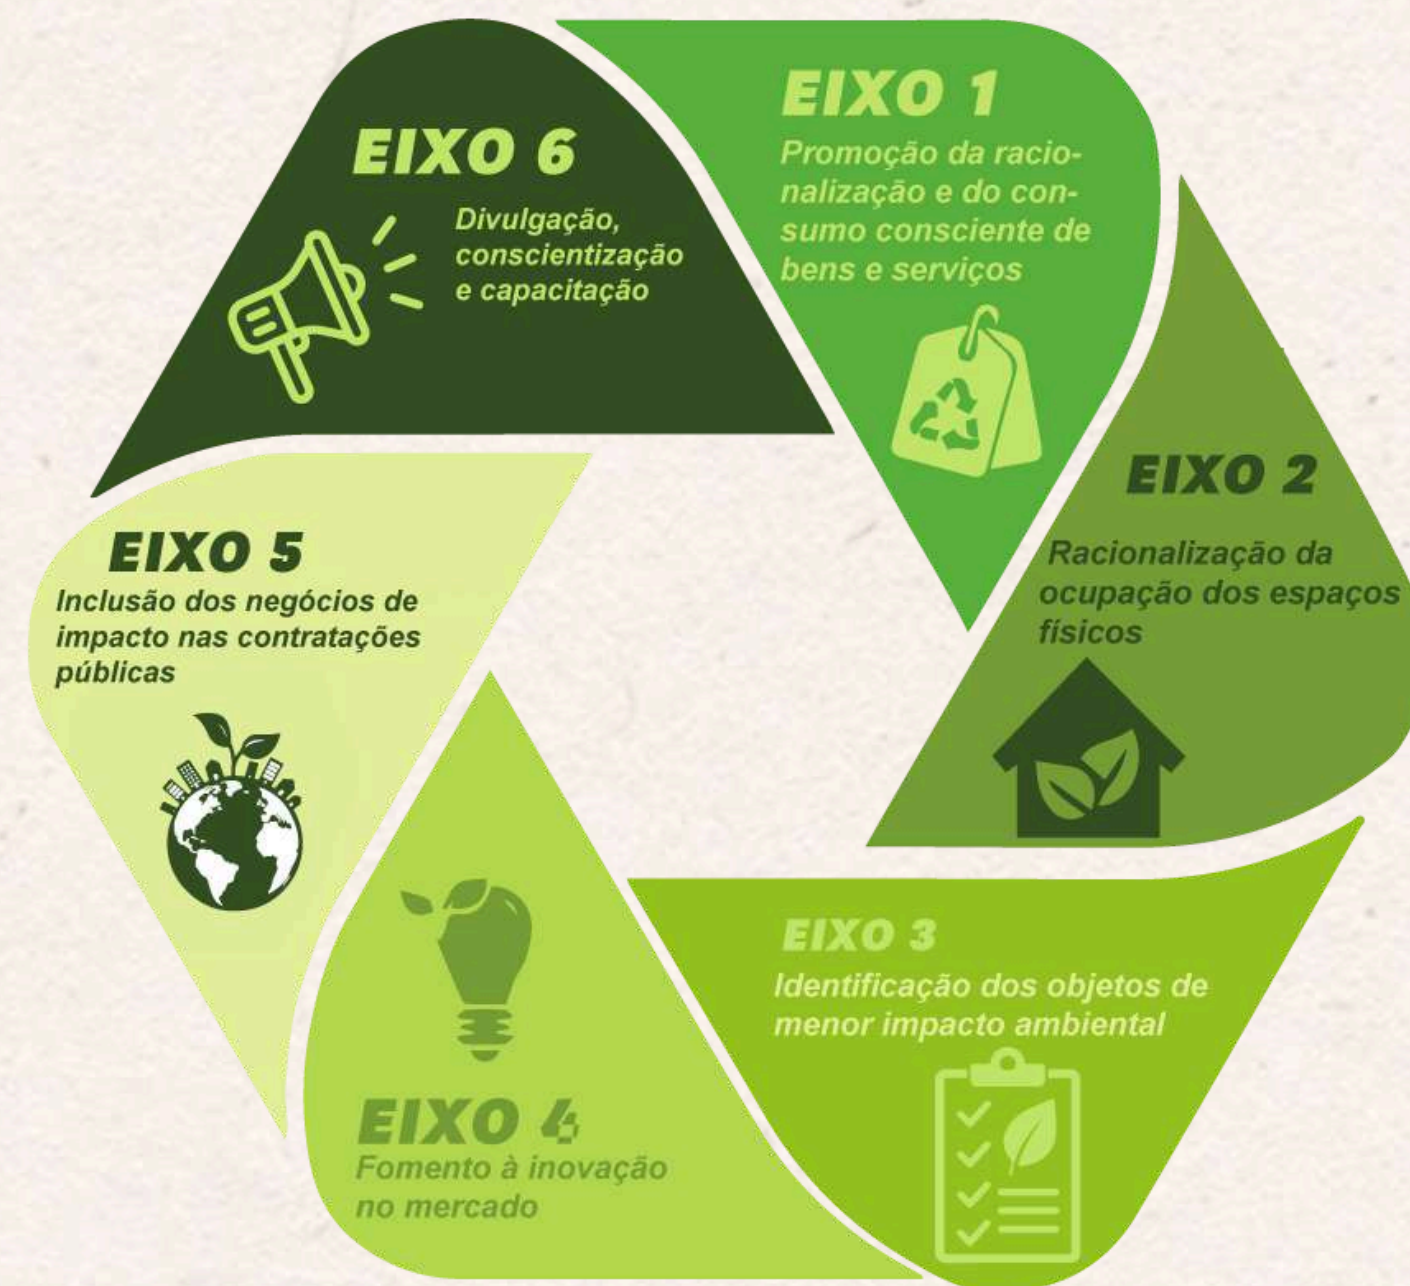 EIXO 1
Promoção da racio-
nalização e do con-
sumo consciente de
bens e serviços
EIXO 2
Racionalização da
ocupação dos espaços
físicos
EIXO 3
Identificação dos objetos de
menor impacto ambiental
EIXO 4
Fomento à inovação
no mercado
EIXO 5
Inclusão dos negócios de
impacto nas contratações
públicas
EIXO 6
Divulgação,
conscientização
e capacitação